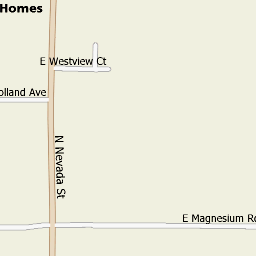 Homes
E Westview Ct
olland Ave
N Nevada St
E Magnesium Ro